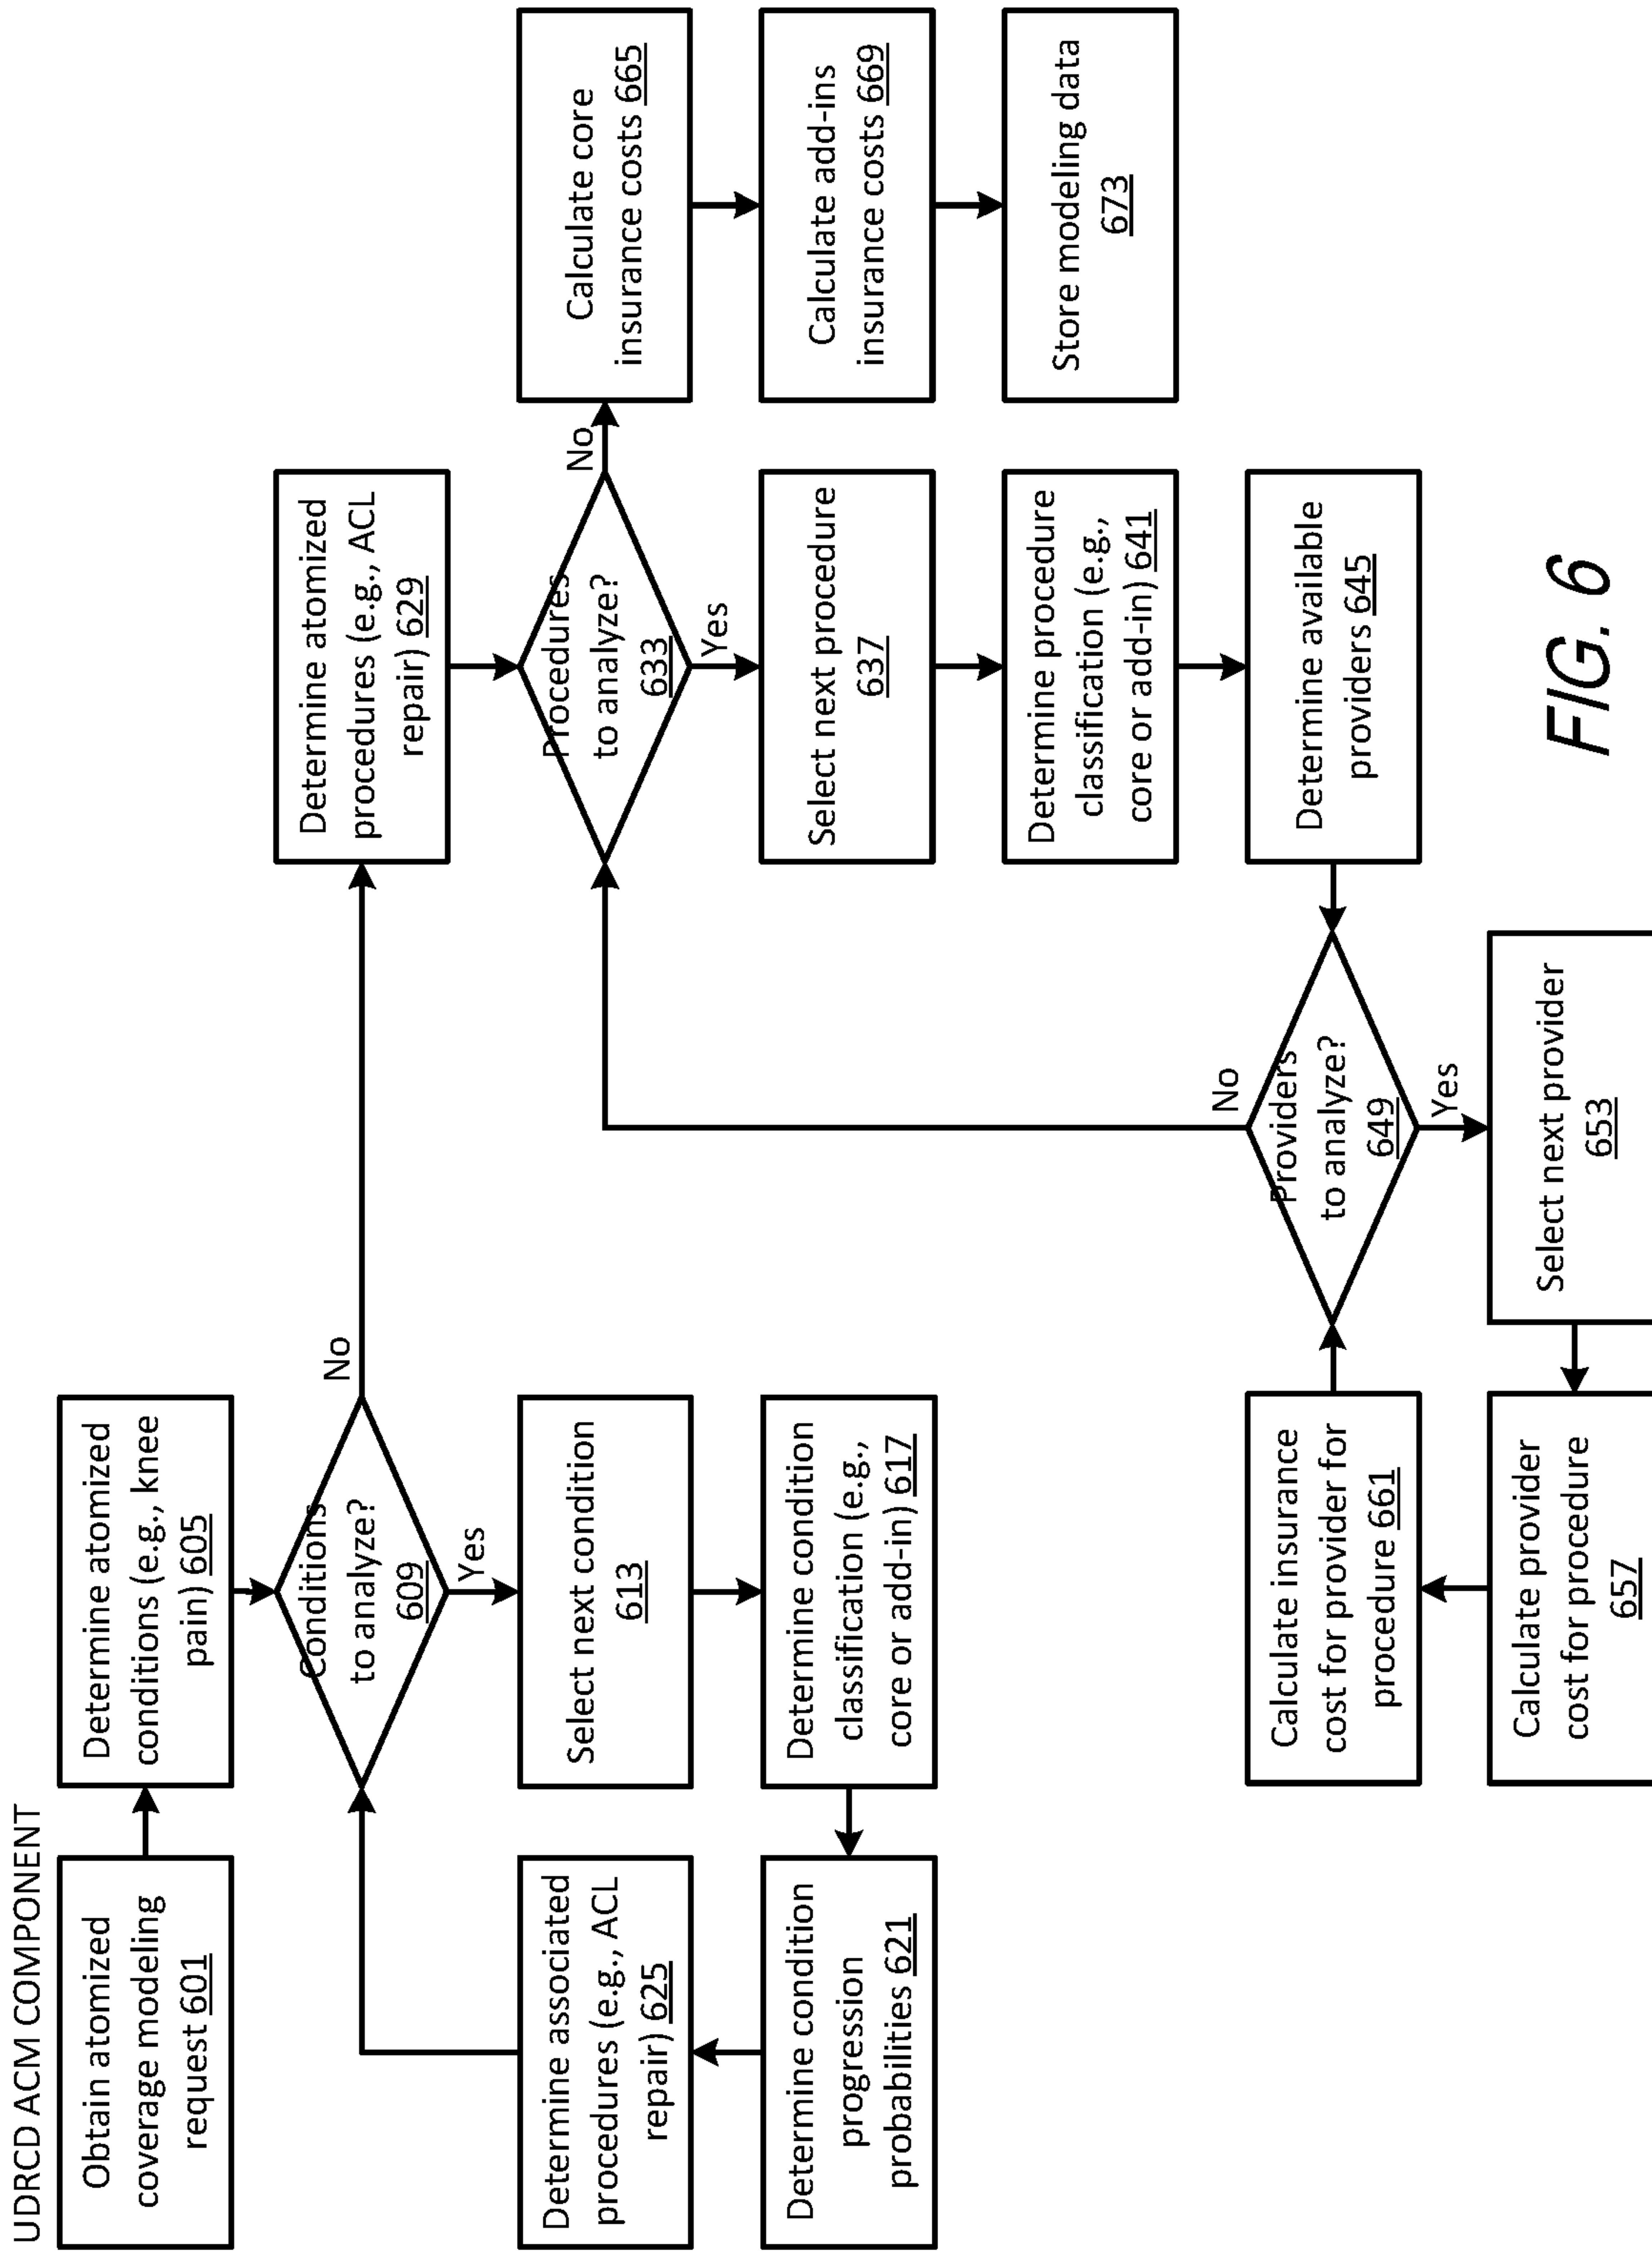 UDRCD ACM COMPONENT
Obtain atomized
coverage modeling
request 601
Determine atomized
conditions (e.g., knee
pain) 605
Conditions
to analyze?
609
No
Yes
Select next condition
613
Determine condition
classification (e.g.,
core or add-in) 617
Determine condition
progression
probabilities 621
Determine associated
procedures (e.g., ACL
repair) 625
Determine atomized
procedures (e.g., ACL
repair) 629
Procedures
to analyze?
633
No
Yes
Select next procedure
637
Determine procedure
classification (e.g.,
core or add-in) 641
Determine available
providers 645
Providers
to analyze?
649
No
Yes
Select next provider
653
Calculate provider
cost for procedure
657
Calculate insurance
cost for provider for
procedure 661
Calculate core
insurance costs 665
Calculate add-ins
insurance costs 669
Store modeling data
673
FIG. 6